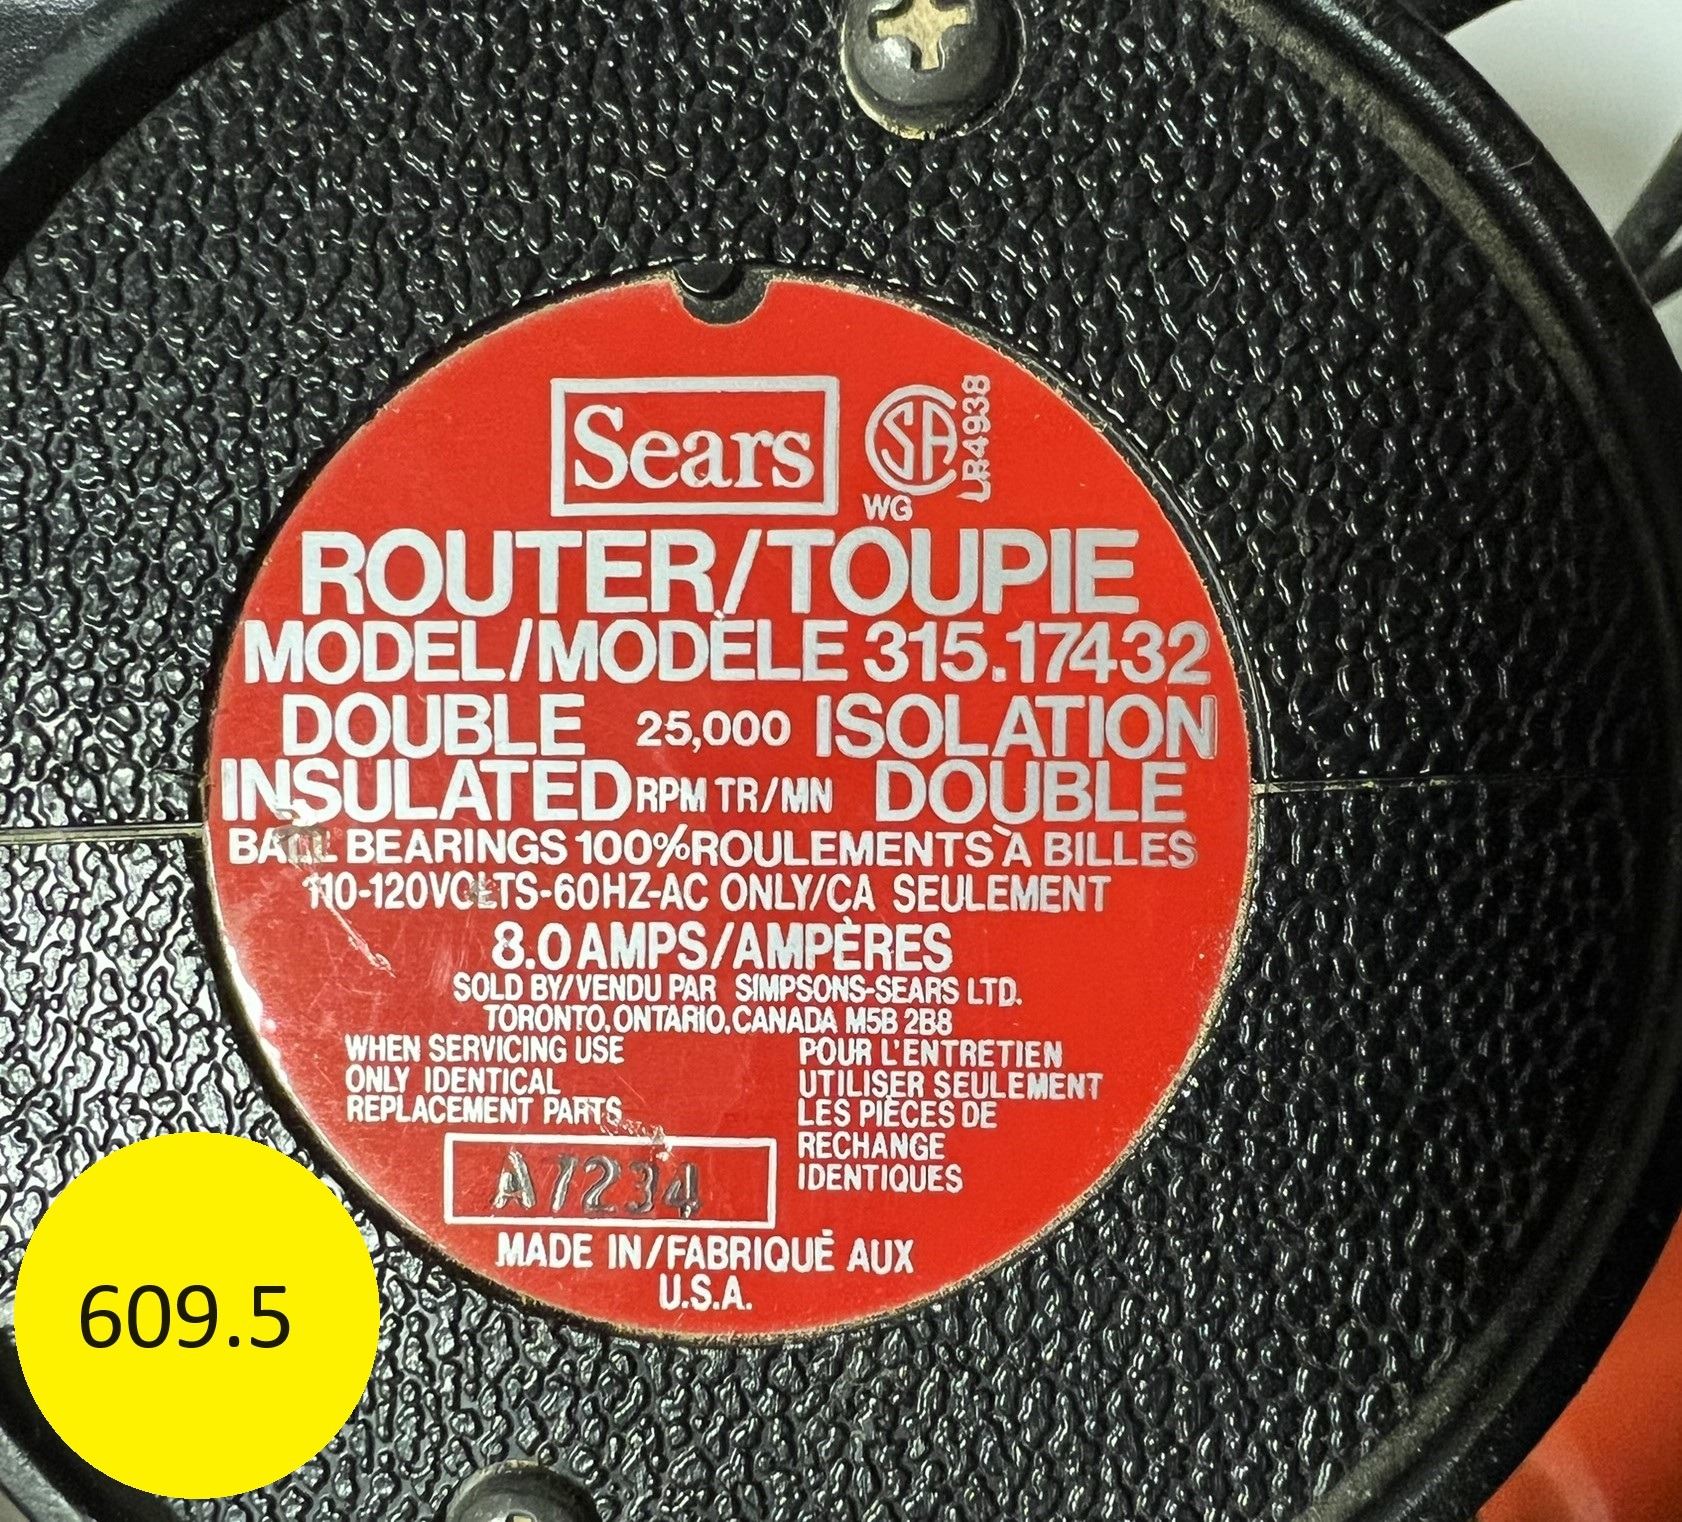 Sears
SA
WG
LR4938
ROUTER/TOUPIE
MODEL/MODÈLE 315.17432
DOUBLE 25,000 ISOLATION
INSULATED RPM TR/MN DOUBLE
BALL BEARINGS 100% ROULEMENTS À BILLES
110-120VOLTS-60HZ-AC ONLY/CA SEULEMENT
8.0 AMPS/AMPÈRES
SOLD BY/VENDU PAR SIMPSONS-SEARS LTD.
TORONTO, ONTARIO, CANADA M5B 2B8
WHEN SERVICING USE
ONLY IDENTICAL
REPLACEMENT PARTS
POUR L'ENTRETIEN
UTILISER SEULEMENT
LES PIÈCES DE
RECHANGE
IDENTIQUES
A7234
MADE IN/FABRIQUÉ AUX
U.S.A.
609.5